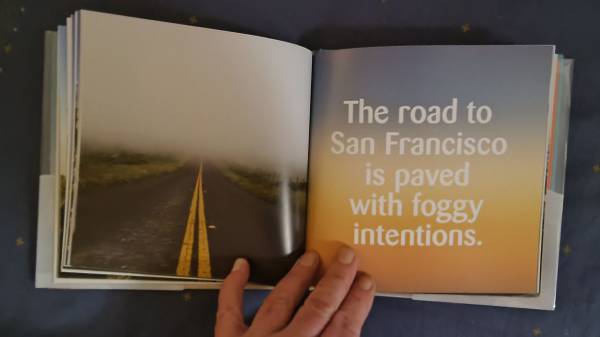 The road to
San Francisco
is paved
with foggy
intentions.